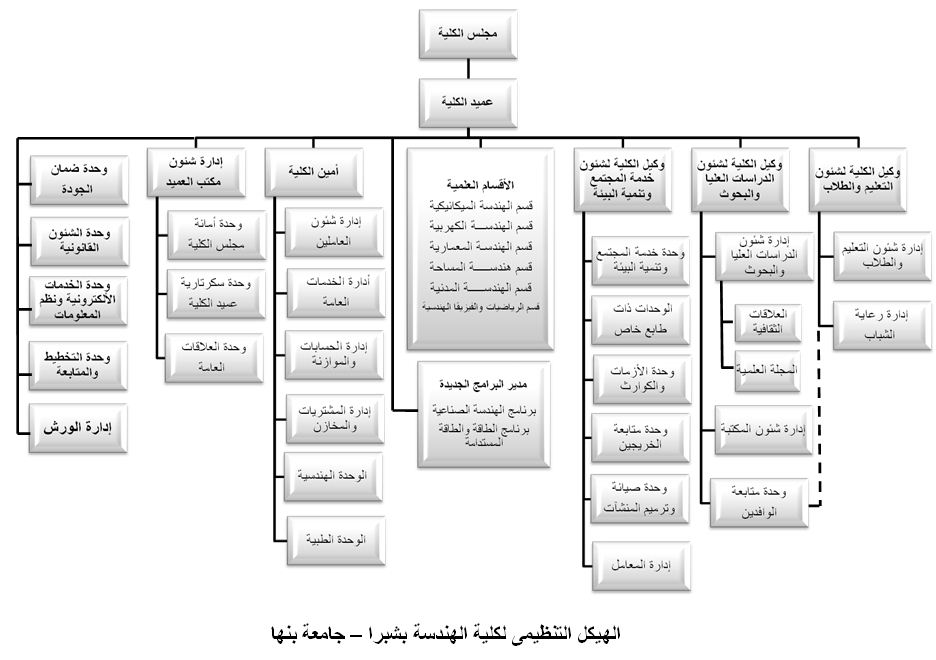 مجلس الكلية
عميد الكلية
وكيل الكلية لشئون
التعليم والطلاب
إدارة شئون التعليم
والطلاب
إدارة رعاية
الشباب
وكيل الكلية لشئون
الدراسات العليا
والبحوث
إدارة شئون
الدراسات العليا
والبحوث
العلاقات
الثقافية
المجلة العلمية
إدارة شئون المكتبة
وحدة متابعة
الوافدين
وكيل الكلية لشئون
خدمة المجتمع
وتنمية البيئة
وحدة خدمة المجتمع
وتنمية البيئة
الوحدات ذات
طابع خاص
وحدة الأزمات
والكوارث
وحدة متابعة
الخريجين
وحدة صيانة
وترميم المنشآت
إدارة المعامل
الأقسام العلمية
قسم الهندسة الميكانيكية
قسم الهندســـة الكهربية
قسم الهندسة المعمارية
قسم هندســــة المساحة
قسم الهندســـة المدنية
قسم الرياضيات والفيزيقا الهندسية
مدير البرامج الجديدة
برنامج الهندسة الصناعية
برنامج الطاقة والطاقة
المستدامة
أمين الكلية
إدارة شئون
العاملين
أدارة الخدمات
العامة
إدارة الحسابات
والموازنة
إدارة المشتريات
والمخازن
الوحدة الهندسية
الوحدة الطبية
إدارة شئون
مكتب العميد
وحدة أمانة
مجلس الكلية
وحدة سكرتارية
عميد الكلية
وحدة العلاقات
العامة
وحدة ضمان
الجودة
وحدة الشئون
القانونية
وحدة الخدمات
الألكترونية ونظم
المعلومات
وحدة التخطيط
والمتابعة
إدارة الورش
الهيكل التنظيمى لكلية الهندسة بشبرا – جامعة بنها